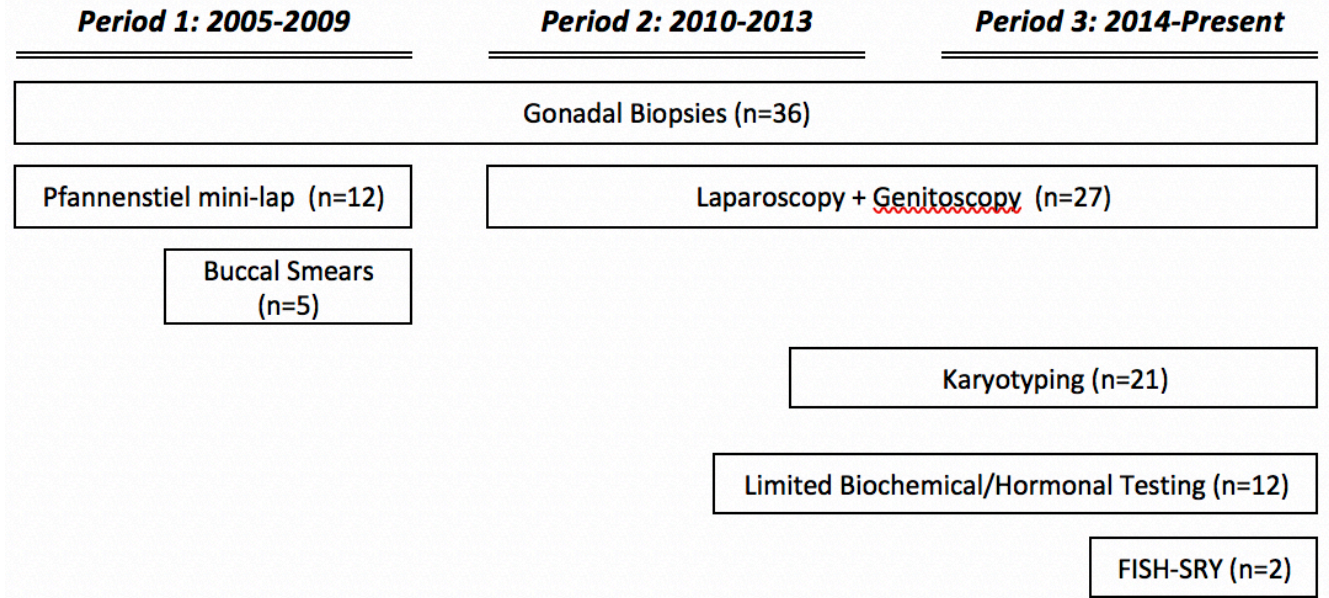 Period 1: 2005-2009
Period 2: 2010-2013
Period 3: 2014-Present
Gonadal Biopsies (n=36)
Pfannenstiel mini-lap (n=12)
Laparoscopy + Genitoscopy (n=27)
Buccal Smears
(n=5)
Karyotyping (n=21)
Limited Biochemical/Hormonal Testing (n=12)
FISH-SRY (n=2)